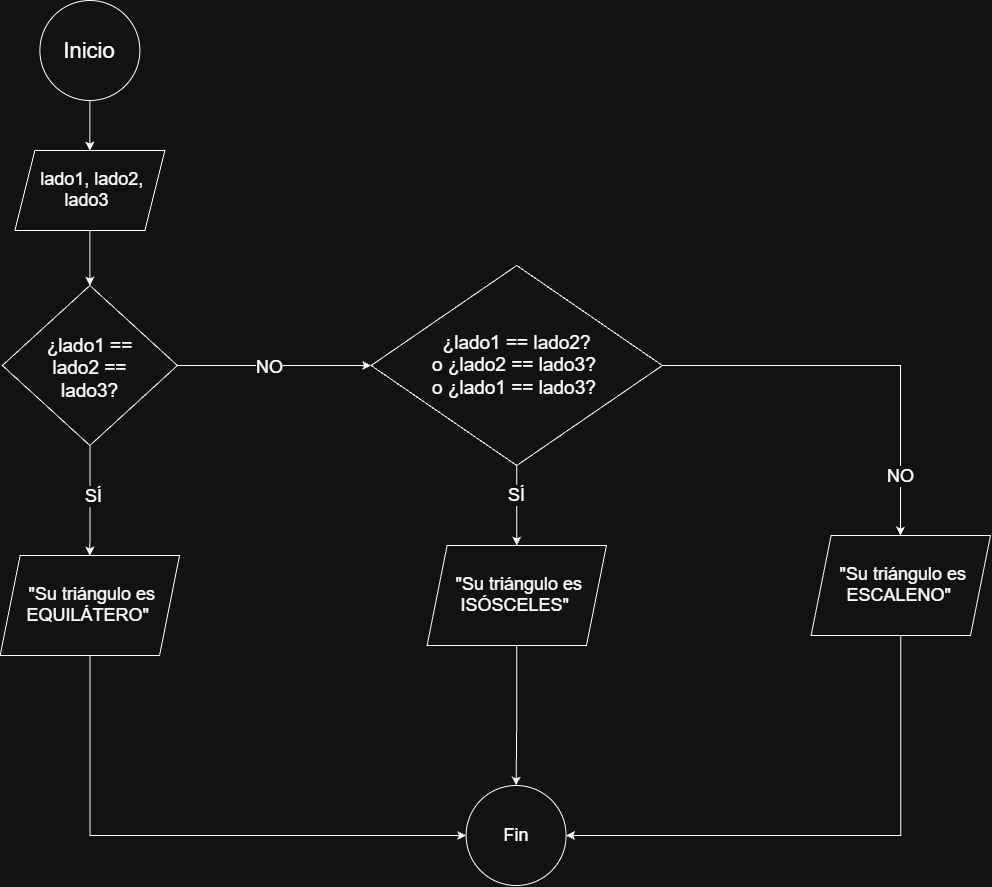 Inicio
lado1, lado2,
lado3
¿lado1 ==
lado2 ==
lado3?
NO
¿lado1 == lado2?
o ¿lado2 == lado3?
o ¿lado1 == lado3?
NO
SÍ
SÍ
"Su triángulo es
EQUILÁTERO"
"Su triángulo es
ISÓSCELES"
"Su triángulo es
ESCALENO"
Fin